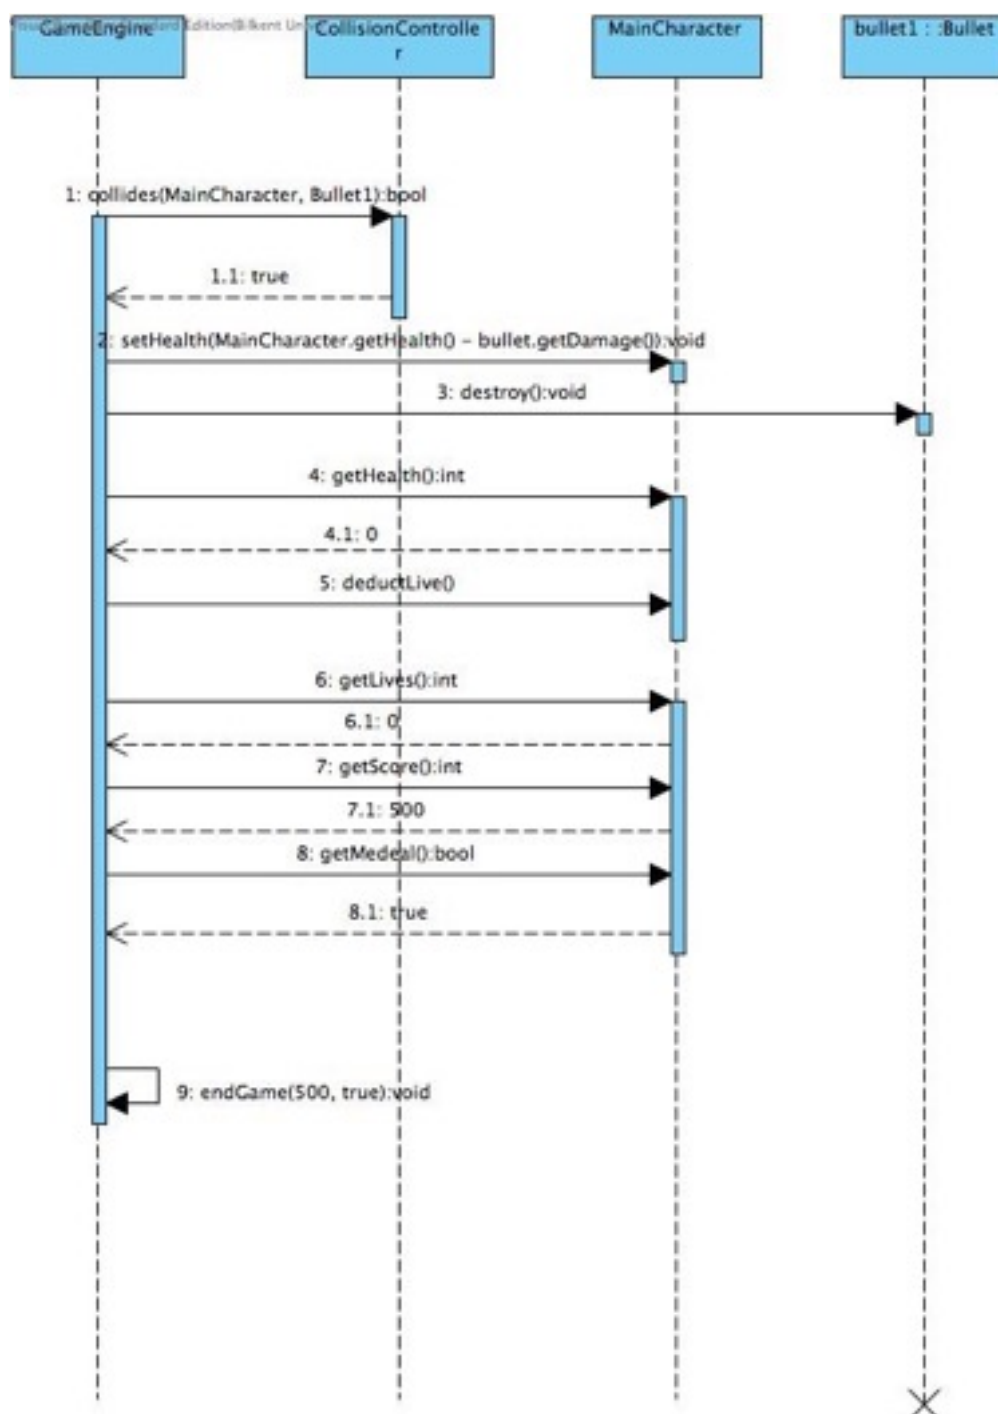 GameEngine
CollisionControlle
r
MainCharacter
bullet1 : :Bullet
1: collides(MainCharacter, Bullet1):bool
1.1: true
2: setHealth(MainCharacter.getHealth() - bullet.getDamage()):void
3: destroy():void
4: getHealth():int
4.1: 0
5: deductLive()
6: getLives():int
6.1: 0
7: getScore():int
7.1: 500
8: getMedeal():bool
8.1: true
9: endGame(500, true):void